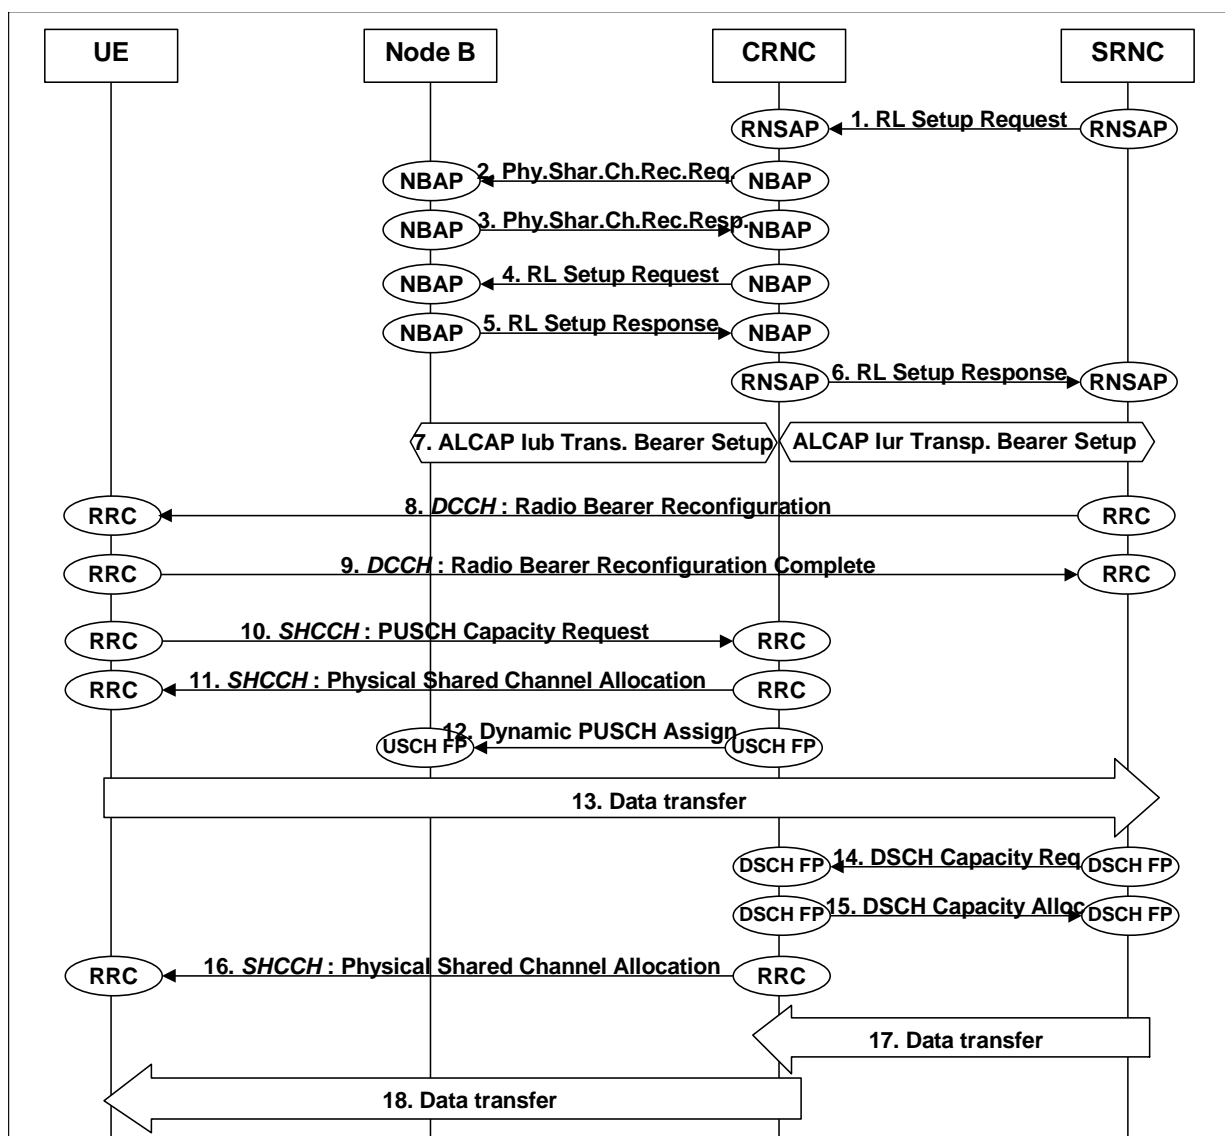 UE Node B CRNC SRNC
RNSAP 1. RL Setup Request RNSAP
NBAP 2. Phy.Shar.Ch.Rec.Req. NBAP
NBAP 3. Phy.Shar.Ch.Rec.Resp. NBAP
NBAP 4. RL Setup Request NBAP
NBAP 5. RL Setup Response NBAP
RNSAP 6. RL Setup Response RNSAP
7. ALCAP Iub Trans. Bearer Setup ALCAP Iur Transp. Bearer Setup
RRC 8. DCCH : Radio Bearer Reconfiguration RRC
RRC 9. DCCH : Radio Bearer Reconfiguration Complete RRC
RRC 10. SHCCH : PUSCH Capacity Request RRC
RRC 11. SHCCH : Physical Shared Channel Allocation RRC
USCH FP 12. Dynamic PUSCH Assign USCH FP
13. Data transfer
DSCH FP 14. DSCH Capacity Req DSCH FP
DSCH FP 15. DSCH Capacity Alloc DSCH FP
RRC 16. SHCCH : Physical Shared Channel Allocation RRC
17. Data transfer
18. Data transfer